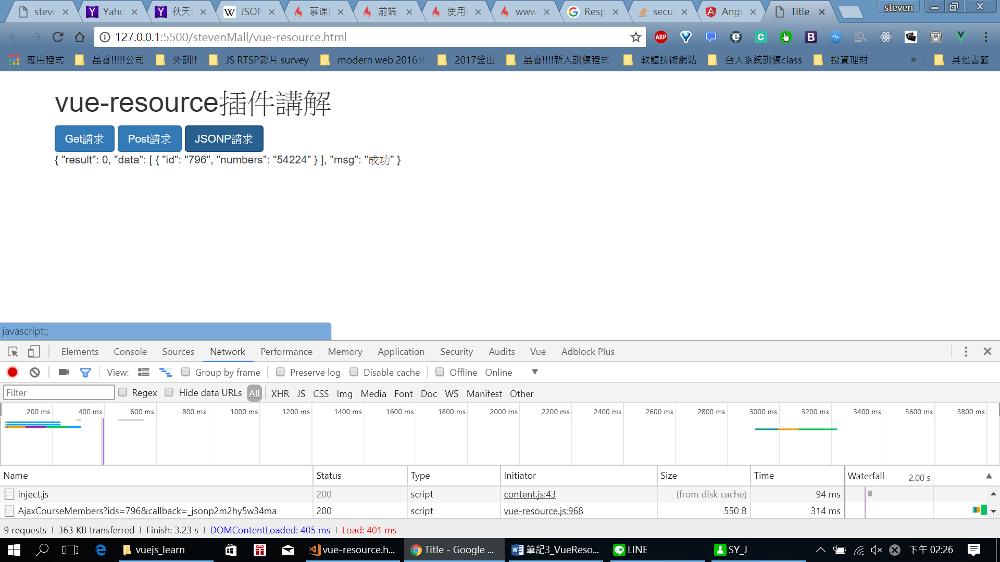 steve Yaho 秋天 JSON 慕课 前端 使用v www Resp secu Angu Title steven
127.0.0.1:5500/stevenMall/vue-resource.html
應用程式 晶睿!!!!!公司 外訓!! JS RTSP影片 survey modern web 2016外 2017釜山 晶睿!!!!新人訓練程式 軟體技術網站 台大系統訓練class 投資理財 » 其他書籤
vue-resource插件講解
Get請求 Post請求 JSONP請求
{ "result": 0, "data": [ { "id": "796", "numbers": "54224" } ], "msg": "成功" }
javascript:;
Elements Console Sources Network Performance Memory Application Security Audits Vue Adblock Plus
View: Group by frame Preserve log Disable cache Offline Online
Filter Regex Hide data URLs All XHR JS CSS Img Media Font Doc WS Manifest Other
200 ms 400 ms 600 ms 800 ms 1000 ms 1200 ms 1400 ms 1600 ms 1800 ms 2000 ms 2200 ms 2400 ms 2600 ms 2800 ms 3000 ms 3200 ms 3400 ms 3600 ms 3800 ms
Name Status Type Initiator Size Time Waterfall 2.00 s
inject.js 200 script content.js:43 (from disk cache) 94 ms
AjaxCourseMembers?ids=796&callback=_jsonp2m2hy5w34ma 200 script vue-resource.js:968 550 B 314 ms
9 requests | 363 KB transferred | Finish: 3.23 s | DOMContentLoaded: 405 ms | Load: 401 ms
vuejs_learn vue-resource.h... Title - Google ... 筆記3_VueReso... LINE SY_J 下午 02:26